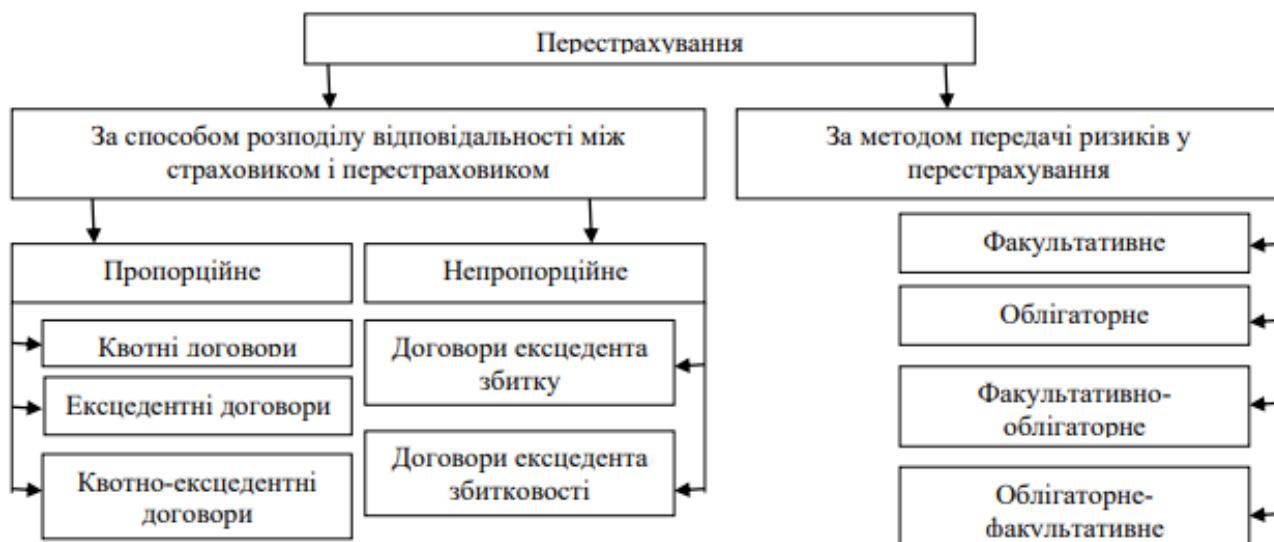 Перестрахування
За способом розподілу відповідальності між
страховиком і перестраховиком
За методом передачі ризиків у
перестрахування
Пропорційне
Непропорційне
Факультативне
Облігаторне
Квотні договори
Ексцедентні договори
Квотно-ексцедентні
договори
Договори ексцедента
збитку
Договори ексцедента
збитковості
Факультативно-
облігаторне
Облігаторне-
факультативне